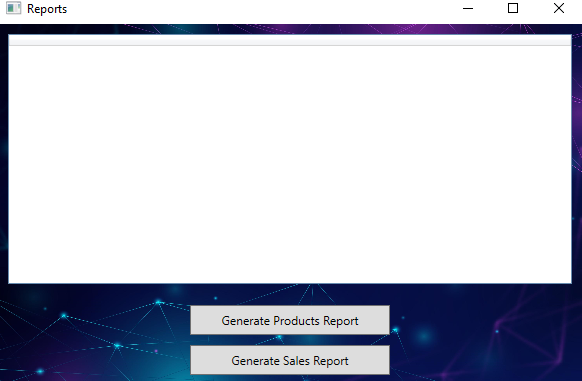 Reports
Generate Products Report
Generate Sales Report